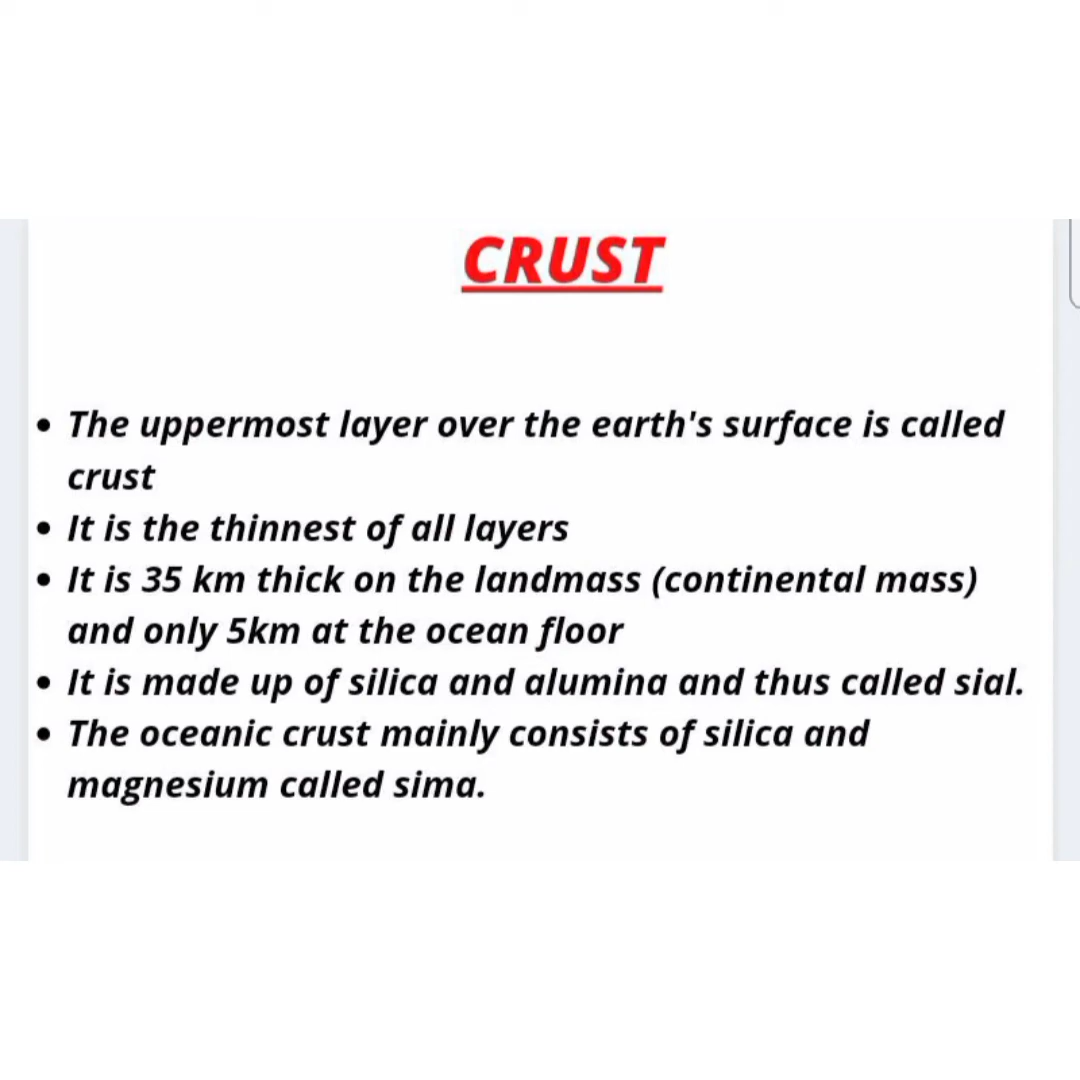 CRUST
• The uppermost layer over the earth's surface is called
crust
• It is the thinnest of all layers
• It is 35 km thick on the landmass (continental mass)
and only 5km at the ocean floor
• It is made up of silica and alumina and thus called sial.
• The oceanic crust mainly consists of silica and
magnesium called sima.